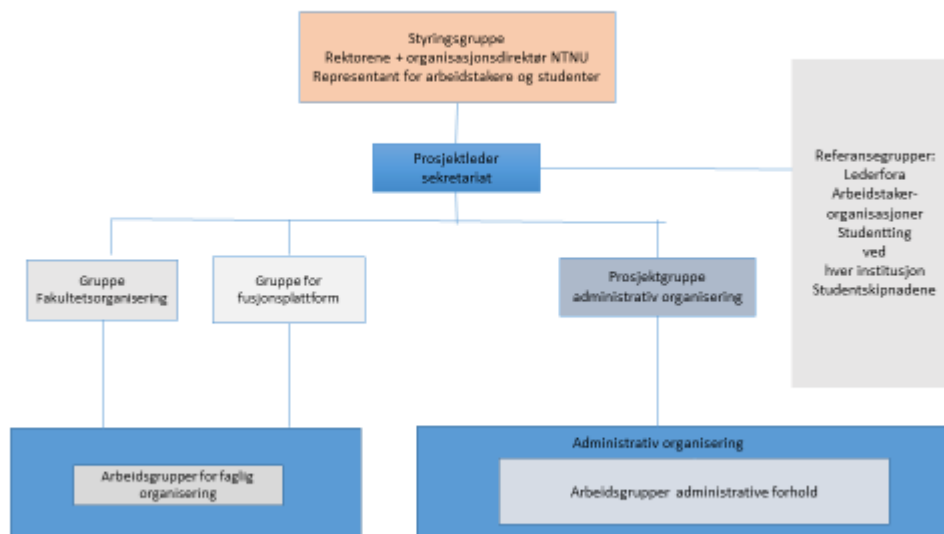 Styringsgruppe
Rektorene + organisasjonsdirektør NTNU
Representant for arbeidstakere og studenter
Prosjektleder
sekretariat
Referansegrupper:
Lederfora
Arbeidstaker-
organisasjoner
Studentting
ved
hver institusjon
Studentskipnadene
Gruppe
Fakultetsorganisering
Gruppe for
fusjonsplattform
Prosjektgruppe
administrativ organisering
Arbeidsgrupper for faglig
organisering
Administrativ organisering
Arbeidsgrupper administrative forhold